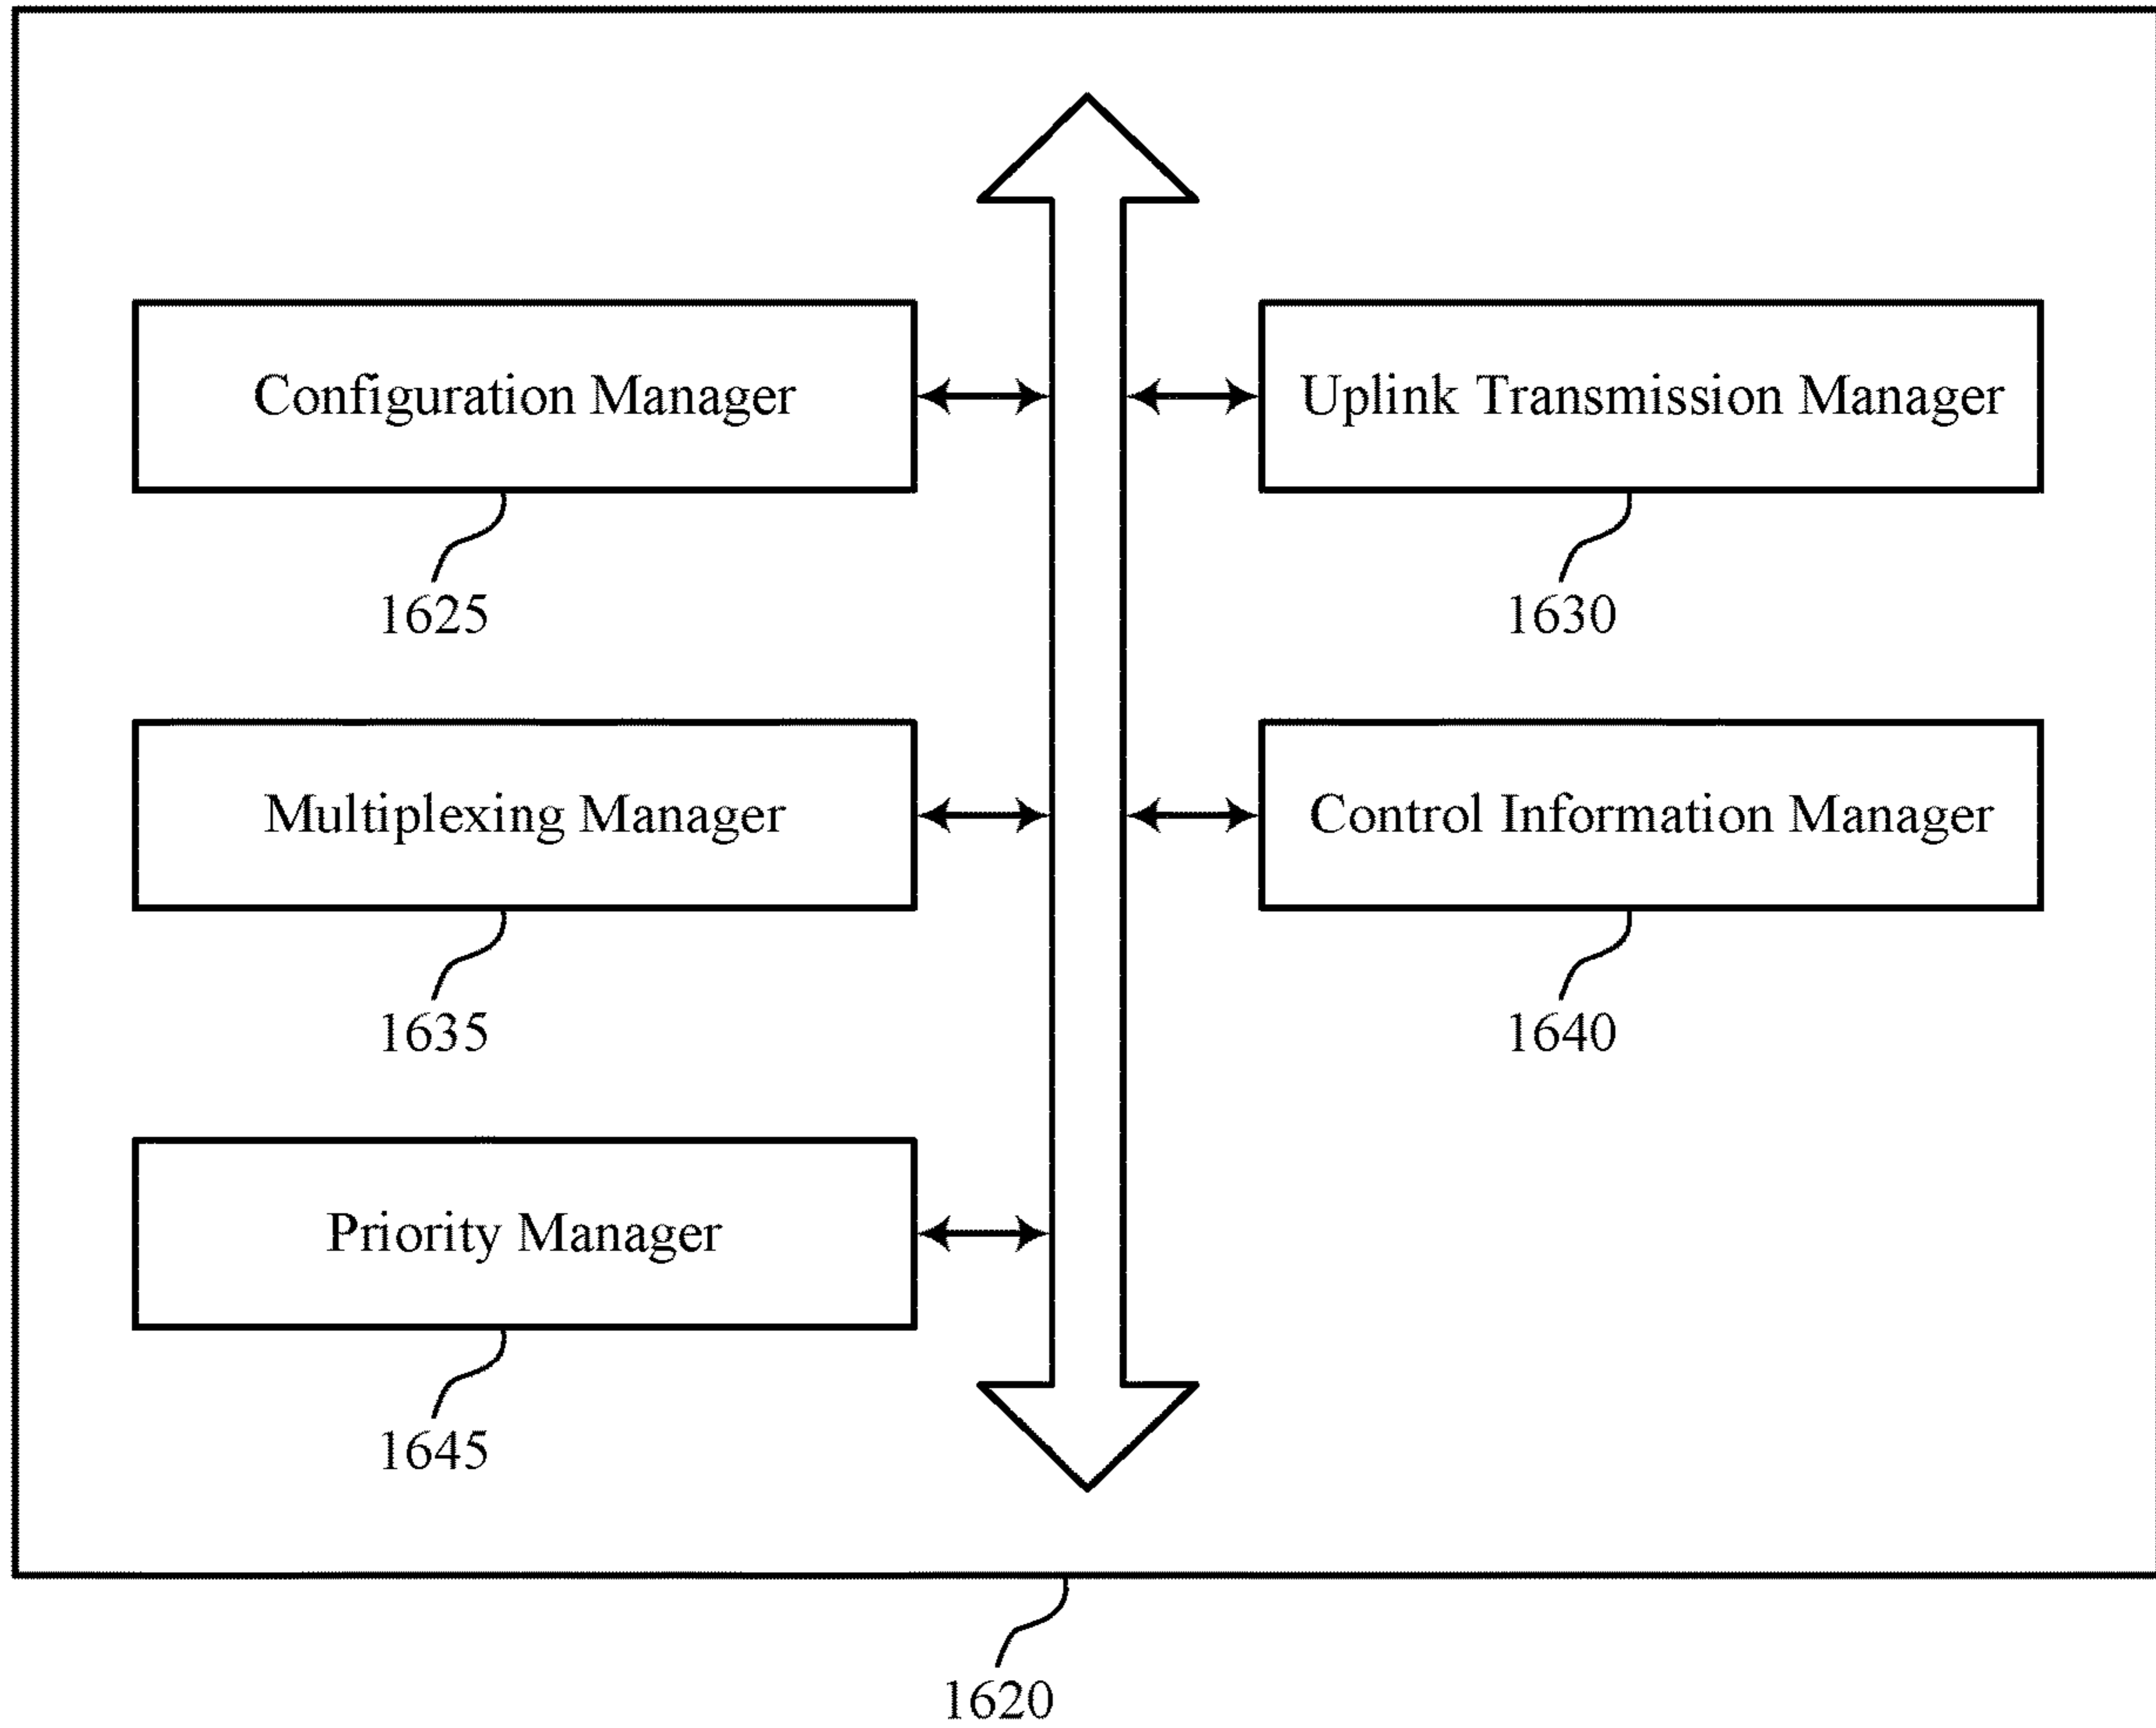 Configuration Manager
Uplink Transmission Manager
1625
1630
Multiplexing Manager
Control Information Manager
1635
1640
Priority Manager
1645
1620